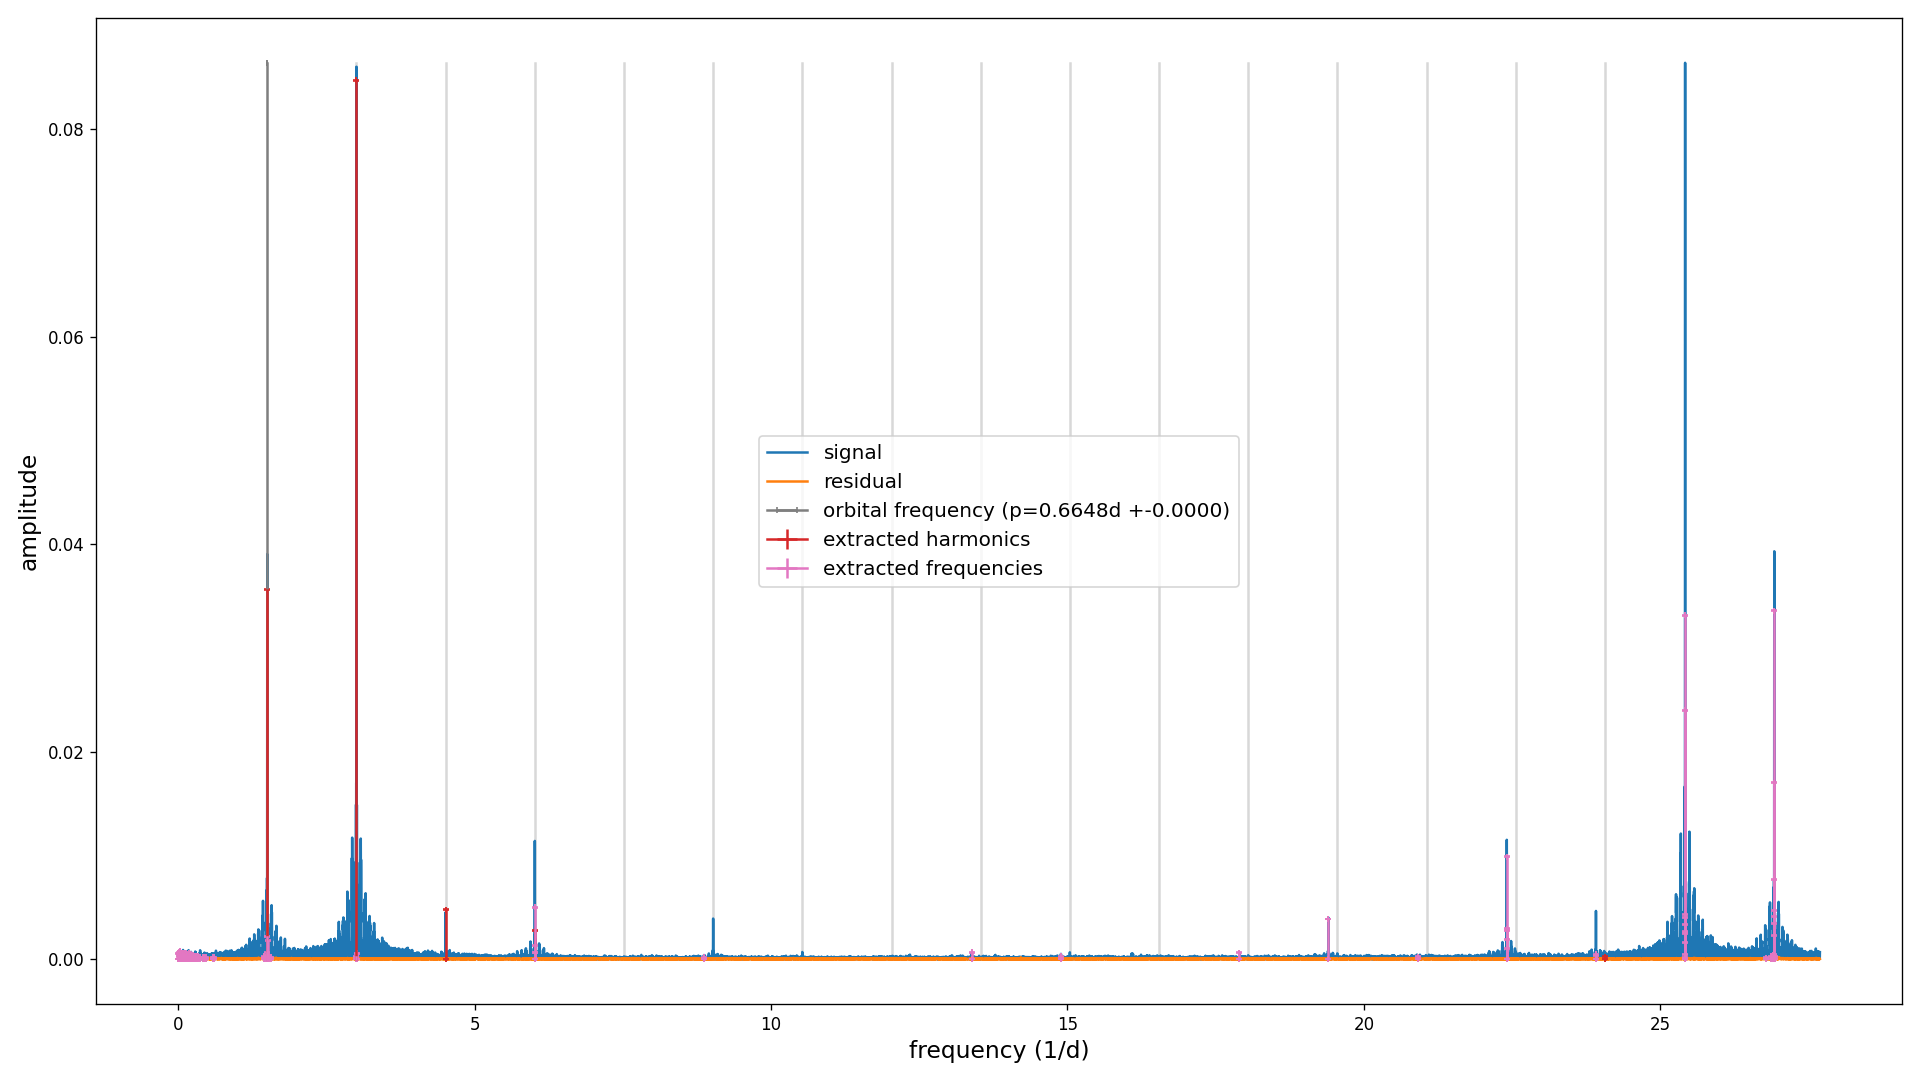 0.08
0.06
0.04
0.02
0.00
amplitude
signal
residual
orbital frequency (p=0.6648d +-0.0000)
extracted harmonics
extracted frequencies
0 5 10 15 20 25
frequency (1/d)